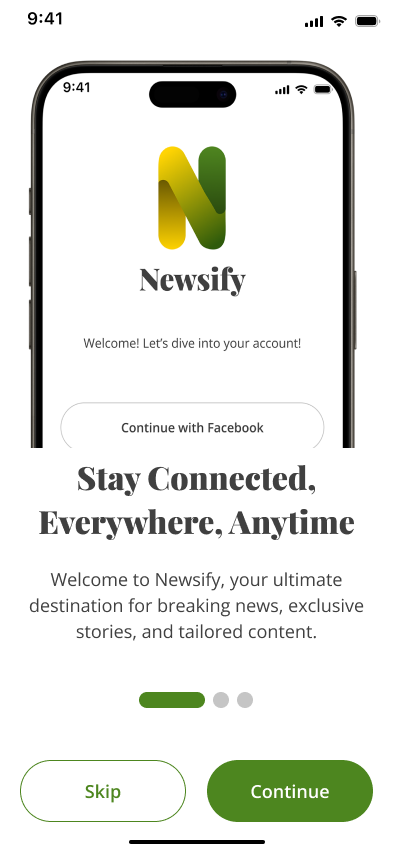 9:41
9:41
Newsify
Welcome! Let's dive into your account!
Continue with Facebook
Stay Connected,
Everywhere, Anytime
Welcome to Newsify, your ultimate
destination for breaking news, exclusive
stories, and tailored content.
Skip
Continue